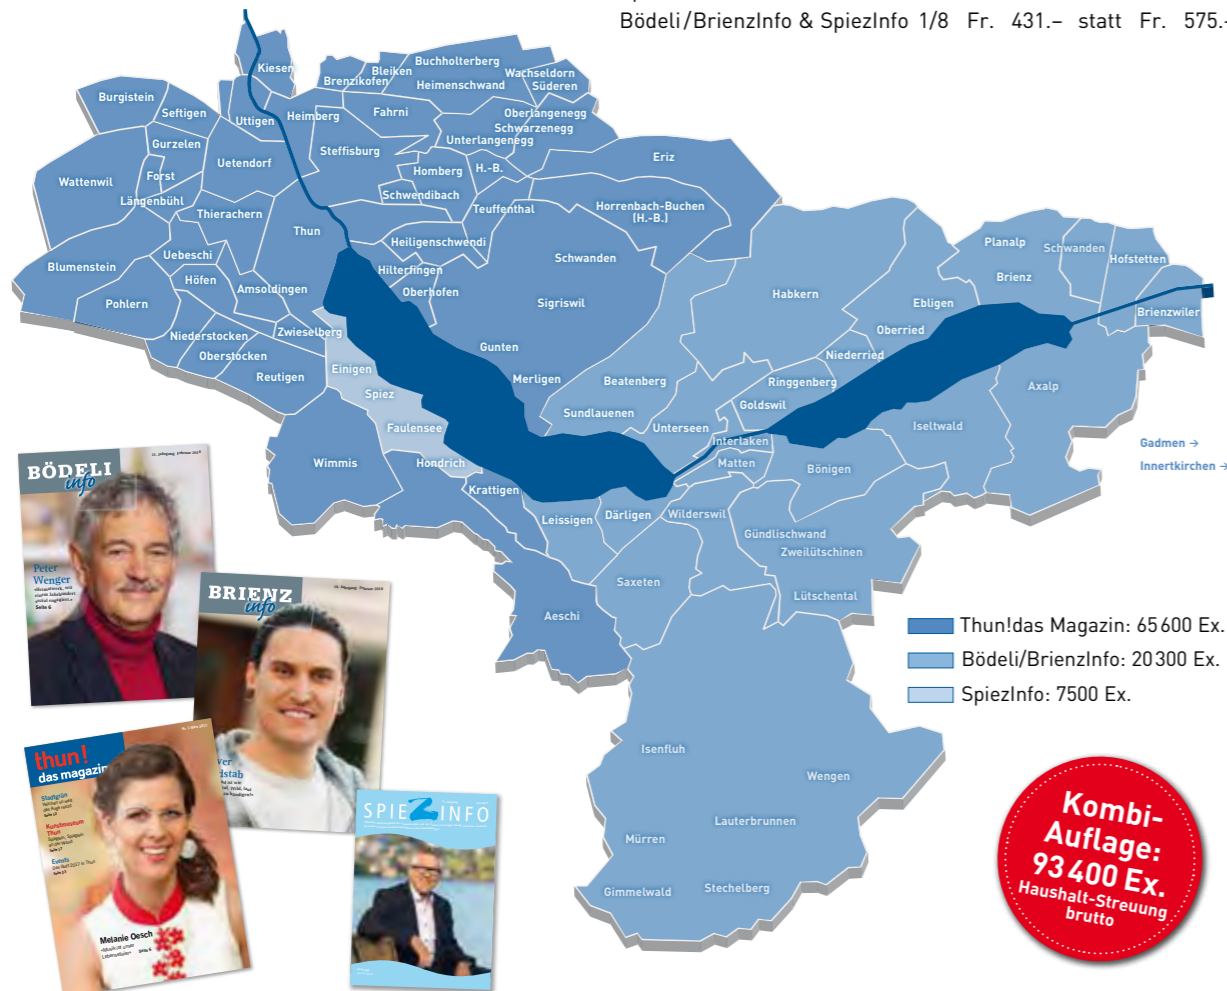 Bödeli/BrienzInfo & SpiezInfo 1/8 Fr. 431.– statt Fr. 575.–
Kiesen
Brenzikofen
Bleiken
Buchholterberg
Heimenschwand
Wachseldorn
Süderen
Burgistein
Seftigen
Uttigen
Heimberg
Fahrni
Oberlangenegg
Schwarzenegg
Unterlangenegg
Gurzelen
Uetendorf
Steffisburg
Eriz
Wattenwil
Forst
Längenbühl
Homberg
H.-B.
Schwendibach
Teuffenthal
Horrenbach-Buchen
(H.-B.)
Thierachern
Thun
Heiligenschwendi
Schwanden
Planalp
Schwanden
Hofstetten
Blumenstein
Uebeschi
Höfen
Amsoldingen
Hilterfingen
Oberhofen
Sigriswil
Habkern
Brienz
Ebligen
Brienzwiler
Pohlern
Niederstocken
Oberstocken
Zwieselberg
Reutigen
Einigen
Spiez
Faulensee
Gunten
Merligen
Beatenberg
Sundlauenen
Oberried
Niederried
Ringgenberg
Goldswil
Axalp
Unterseen
Interlaken
Matten
Iseltwald
Bönigen
Gadmen →
Innertkirchen →
Wimmis
Hondrich
Krattigen
Leissigen
Därligen
Wilderswil
Gündlischwand
Zweilütschinen
Lütschental
Saxeten
Aeschi
Isenfluh
Wengen
Lauterbrunnen
Mürren
Gimmelwald
Stechelberg
Thun!das Magazin: 65 600 Ex.
Bödeli/BrienzInfo: 20 300 Ex.
SpiezInfo: 7500 Ex.
Kombi-
Auflage:
93 400 Ex.
Haushalt-Streuung
brutto
BÖDELI
info
Peter
Wenger
Seite 6
BRIENZ
info
thun!
das magazin
Stadtgrün
Kunstmuseum
Thun
Events
Melanie Oesch
Seite 6
SPIEZINFO